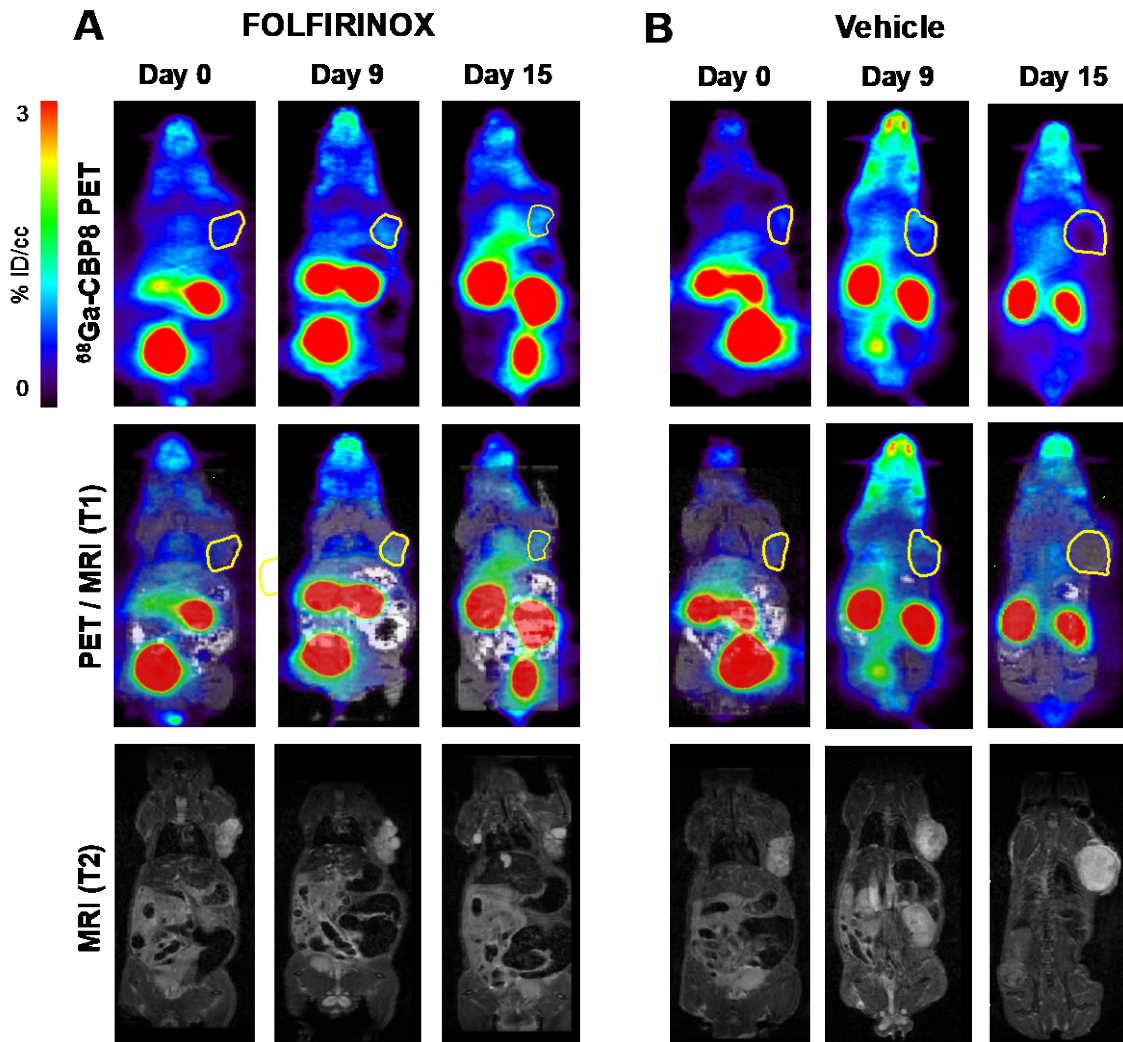 A FOLFIRINOX
Day 0 Day 9 Day 15
B Vehicle
Day 0 Day 9 Day 15
3
% ID/cc
0
⁶⁸Ga-CBP8 PET
PET / MRI (T1)
MRI (T2)